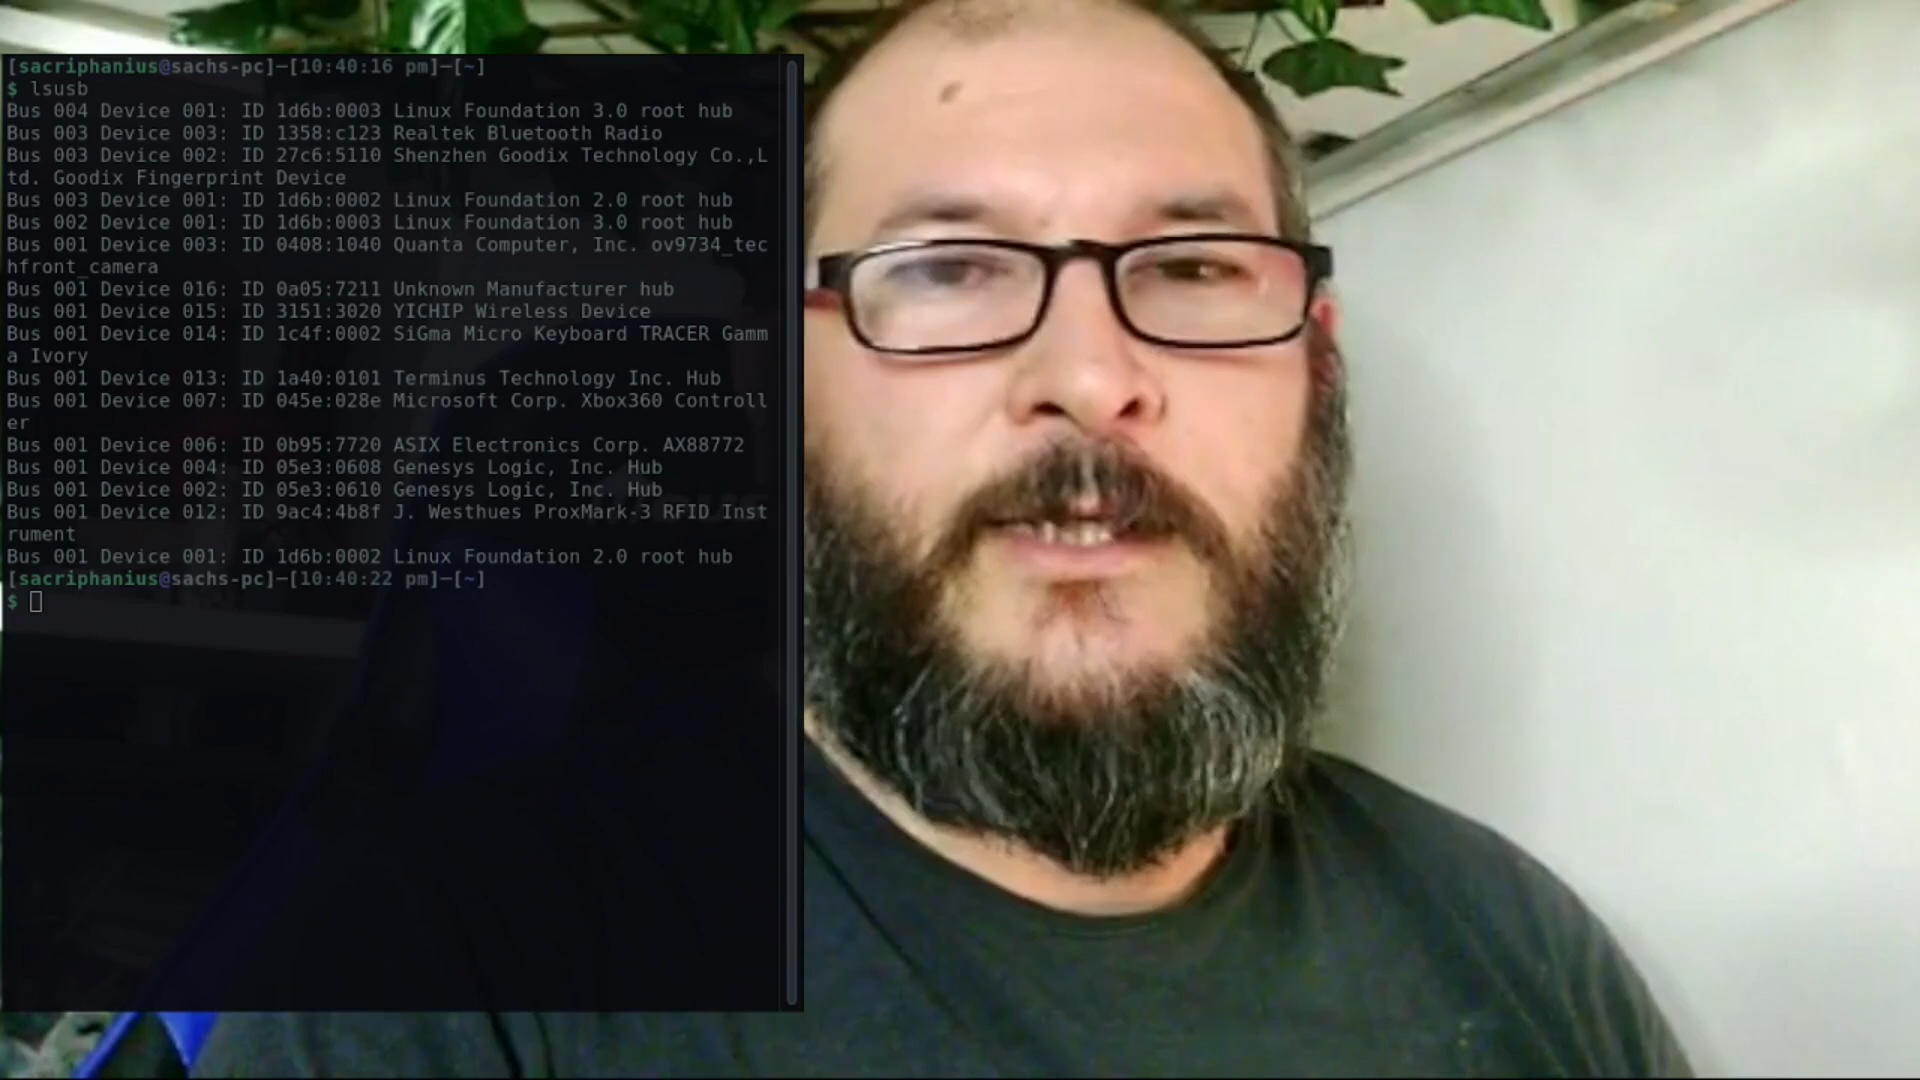 [sacriphanius@sachs-pc]—[10:40:16 pm]—[~]
$ lsusb
Bus 004 Device 001: ID 1d6b:0003 Linux Foundation 3.0 root hub
Bus 003 Device 003: ID 1358:c123 Realtek Bluetooth Radio
Bus 003 Device 002: ID 27c6:5110 Shenzhen Goodix Technology Co.,L
td. Goodix Fingerprint Device
Bus 003 Device 001: ID 1d6b:0002 Linux Foundation 2.0 root hub
Bus 002 Device 001: ID 1d6b:0003 Linux Foundation 3.0 root hub
Bus 001 Device 003: ID 0408:1040 Quanta Computer, Inc. ov9734_tec
hfront_camera
Bus 001 Device 016: ID 0a05:7211 Unknown Manufacturer hub
Bus 001 Device 015: ID 3151:3020 YICHIP Wireless Device
Bus 001 Device 014: ID 1c4f:0002 SiGma Micro Keyboard TRACER Gamm
a Ivory
Bus 001 Device 013: ID 1a40:0101 Terminus Technology Inc. Hub
Bus 001 Device 007: ID 045e:028e Microsoft Corp. Xbox360 Controll
er
Bus 001 Device 006: ID 0b95:7720 ASIX Electronics Corp. AX88772
Bus 001 Device 004: ID 05e3:0608 Genesys Logic, Inc. Hub
Bus 001 Device 002: ID 05e3:0610 Genesys Logic, Inc. Hub
Bus 001 Device 012: ID 9ac4:4b8f J. Westhues ProxMark-3 RFID Inst
rument
Bus 001 Device 001: ID 1d6b:0002 Linux Foundation 2.0 root hub
[sacriphanius@sachs-pc]—[10:40:22 pm]—[~]
$